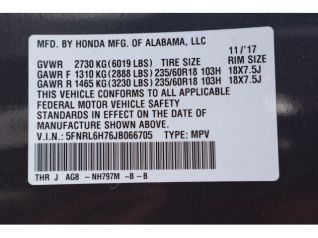 MFD. BY HONDA MFG. OF ALABAMA, LLC
11/'17
GVWR 2730 KG (6019 LBS) TIRE SIZE RIM SIZE
GAWR F 1310 KG (2888 LBS) 235/60R18 103H 18X7.5J
GAWR R 1465 KG (3230 LBS) 235/60R18 103H 18X7.5J
THIS VEHICLE CONFORMS TO ALL APPLICABLE
FEDERAL MOTOR VEHICLE SAFETY
STANDARDS IN EFFECT ON THE DATE OF
MANUFACTURE SHOWN ABOVE.
V.I.N.: 5FNRL6H76JB066705 TYPE: MPV
THR J AG8 -NH797M -B -B